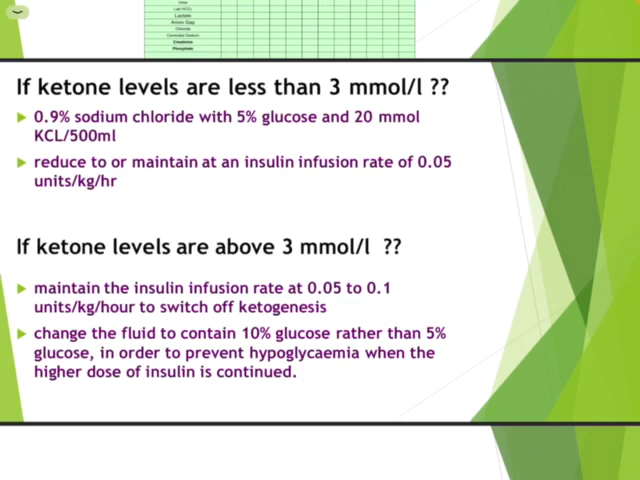 Urea
Lab HCO3
Lactate
Anion Gap
Chloride
Corrected Sodium
Creatinine
Phosphate
If ketone levels are less than 3 mmol/l ??
0.9% sodium chloride with 5% glucose and 20 mmol
KCL/500ml
reduce to or maintain at an insulin infusion rate of 0.05
units/kg/hr
If ketone levels are above 3 mmol/l ??
maintain the insulin infusion rate at 0.05 to 0.1
units/kg/hour to switch off ketogenesis
change the fluid to contain 10% glucose rather than 5%
glucose, in order to prevent hypoglycaemia when the
higher dose of insulin is continued.